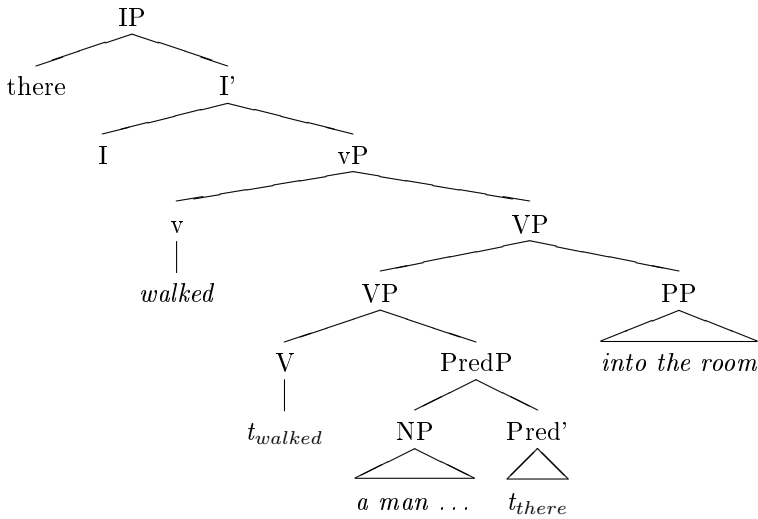 IP
there I'
I vP
v VP
walked VP PP
V PredP into the room
t_walked NP Pred'
a man ... t_there